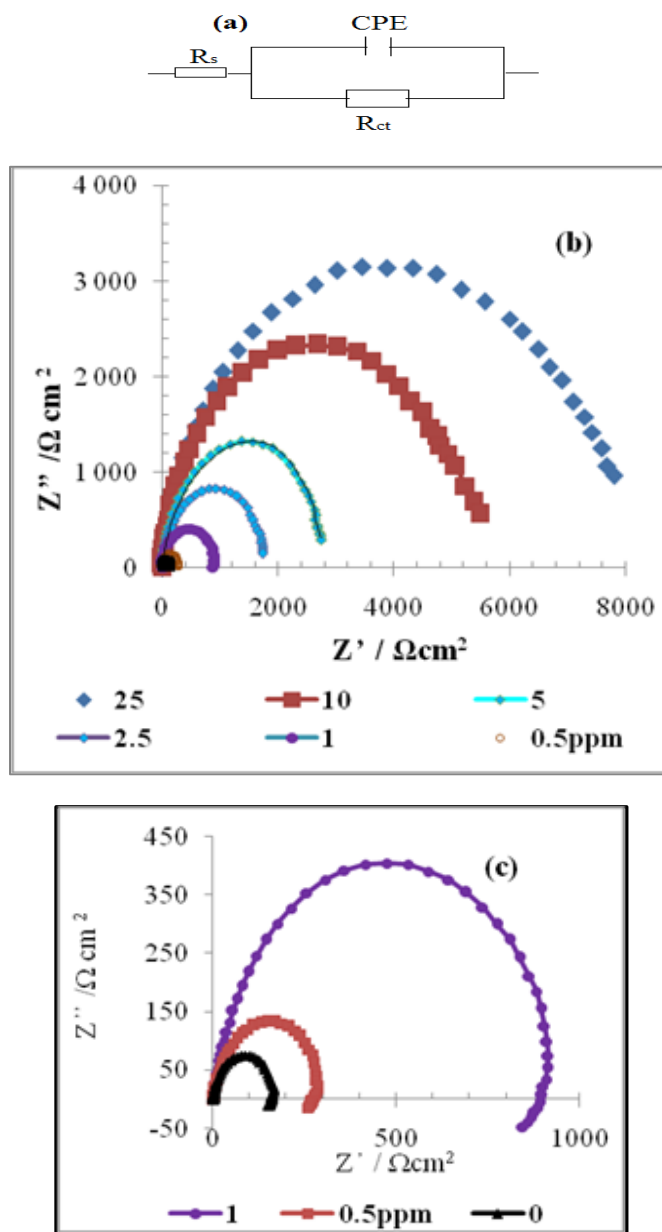 (a)
CPE
Rs
Rct
4 000
(b)
3 000
2 000
1 000
0
Z” /Ω cm ²
0 2000 4000 6000 8000
Z’ / Ωcm²
25 10 5
2.5 1 0.5ppm
450
(c)
350
250
150
50
-50
Z¨ /Ω cm ²
0 500 1000
Z´ / Ωcm²
1 0.5ppm 0